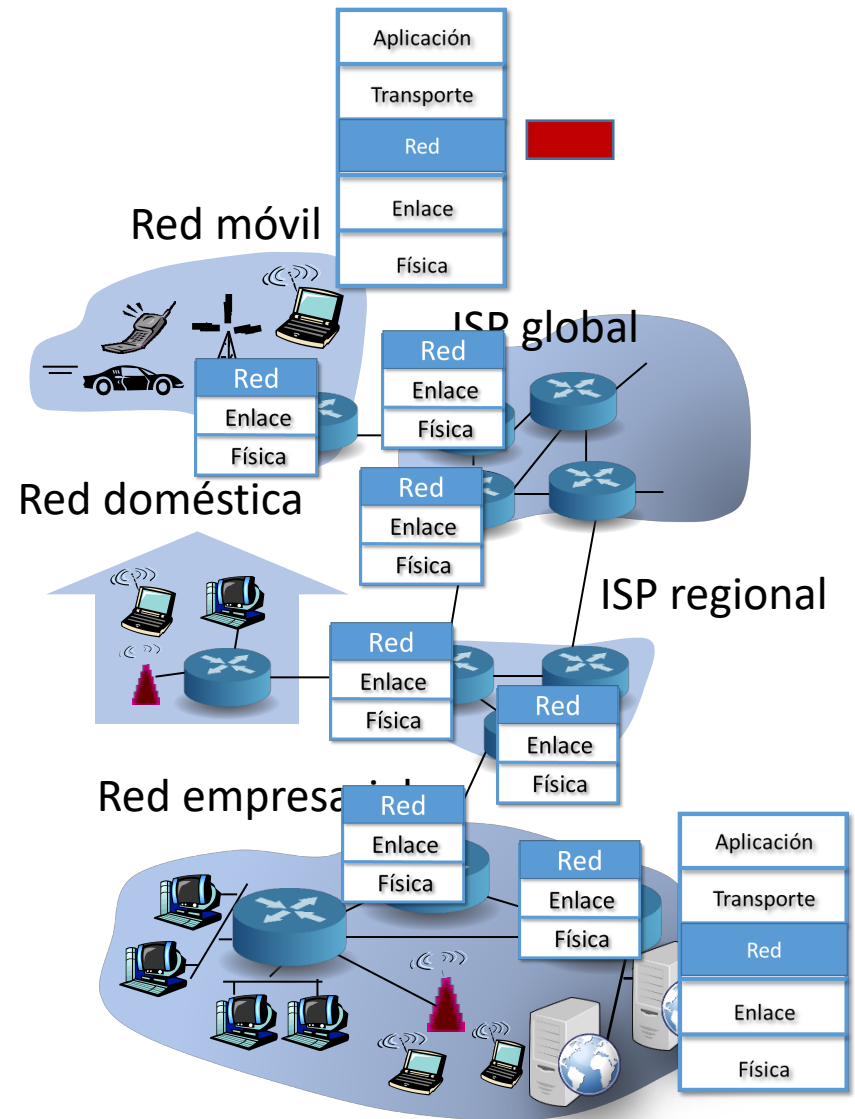 Aplicación
Transporte
Red
Enlace
Física
Red móvil
ISP global
Red
Enlace
Física
Red
Enlace
Física
Red doméstica
Red
Enlace
Física
ISP regional
Red
Enlace
Física
Red
Enlace
Física
Red empresarial
Red
Enlace
Física
Red
Enlace
Física
Aplicación
Transporte
Red
Enlace
Física